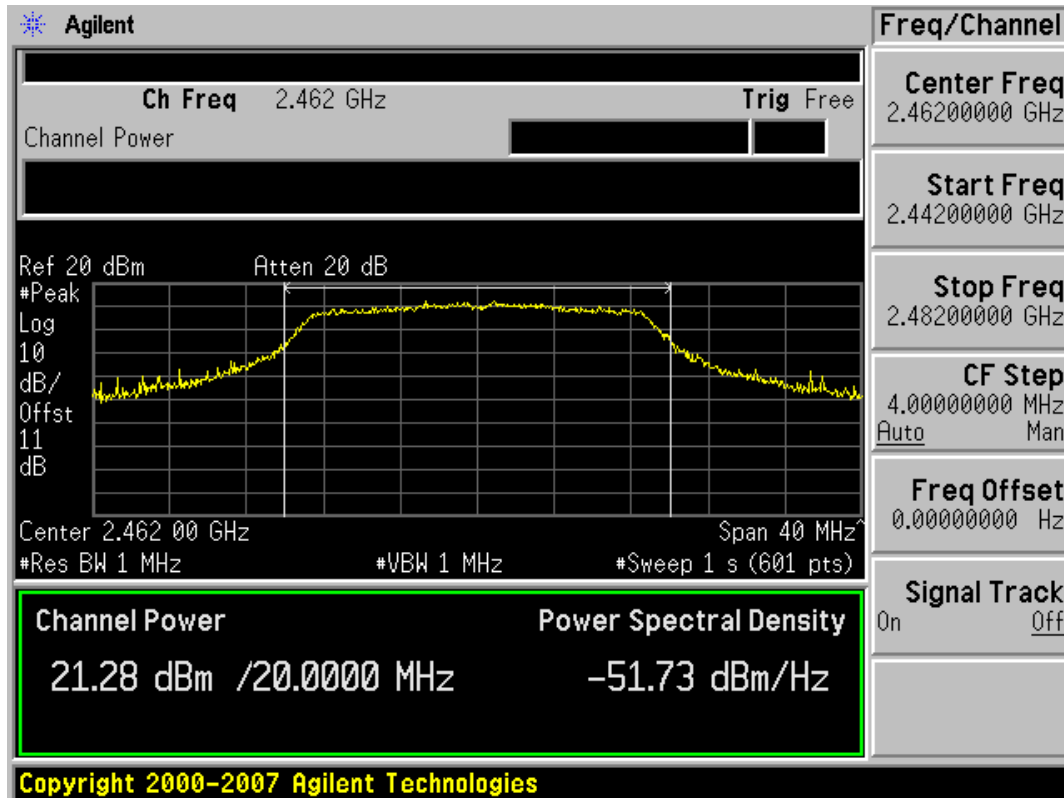 Agilent
Freq/Channel
Ch Freq 2.462 GHz Trig Free
Channel Power
Ref 20 dBm Atten 20 dB
#Peak
Log
10
dB/
Offst
11
dB
Center 2.462 00 GHz Span 40 MHz^
#Res BW 1 MHz #VBW 1 MHz #Sweep 1 s (601 pts)
Channel Power Power Spectral Density
21.28 dBm /20.0000 MHz -51.73 dBm/Hz
Center Freq
2.46200000 GHz
Start Freq
2.44200000 GHz
Stop Freq
2.48200000 GHz
CF Step
4.00000000 MHz
Auto Man
Freq Offset
0.00000000 Hz
Signal Track
On Off
Copyright 2000-2007 Agilent Technologies